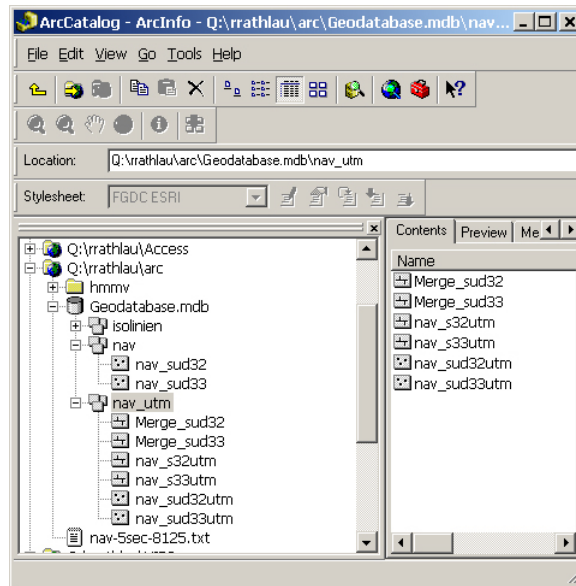 ArcCatalog - ArcInfo - Q:\rrathlau\arc\Geodatabase.mdb\nav...
File Edit View Go Tools Help
Location: Q:\rrathlau\arc\Geodatabase.mdb\nav_utm
Stylesheet: FGDC ESRI
Contents Preview Me
Name
Merge_sud32
Merge_sud33
nav_s32utm
nav_s33utm
nav_sud32utm
nav_sud33utm
Q:\rrathlau\Access
Q:\rrathlau\arc
hmmv
Geodatabase.mdb
isolinien
nav
nav_sud32
nav_sud33
nav_utm
Merge_sud32
Merge_sud33
nav_s32utm
nav_s33utm
nav_sud32utm
nav_sud33utm
nav-5sec-8125.txt